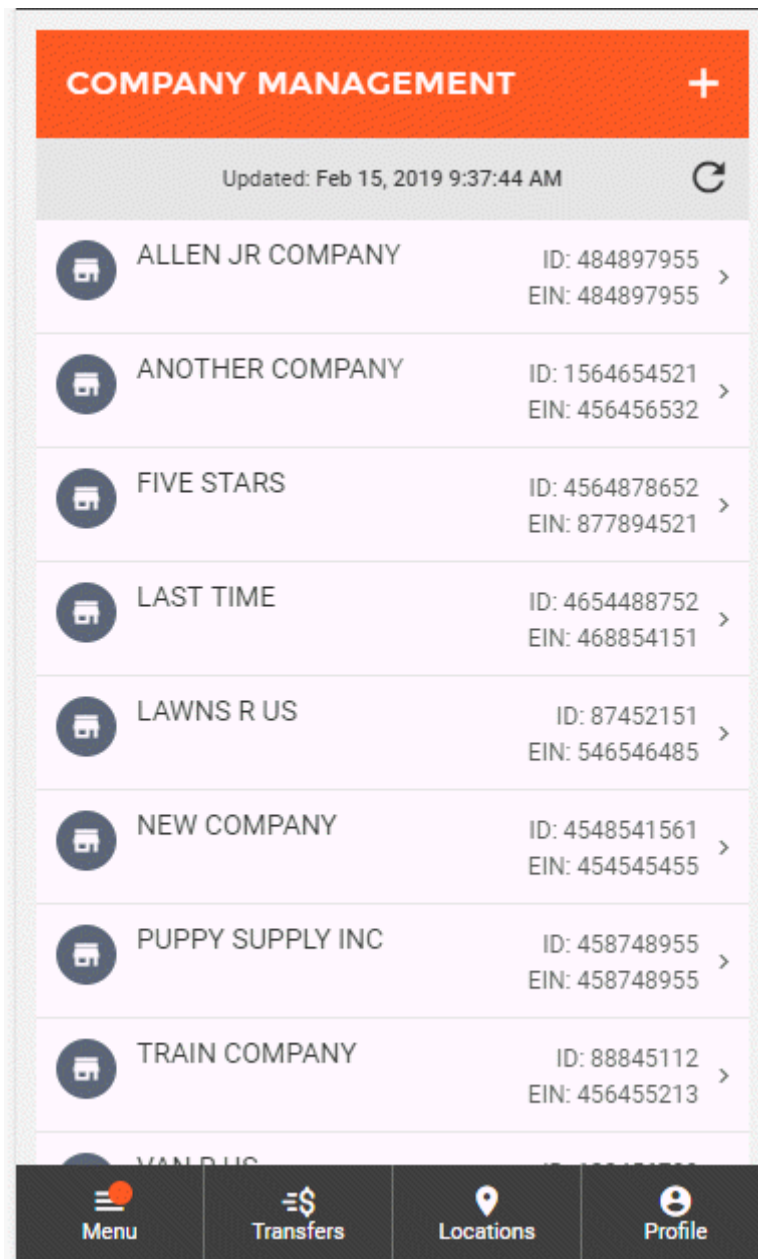 COMPANY MANAGEMENT +
Updated: Feb 15, 2019 9:37:44 AM
ALLEN JR COMPANY
ID: 484897955
EIN: 484897955
ANOTHER COMPANY
ID: 1564654521
EIN: 456456532
FIVE STARS
ID: 4564878652
EIN: 877894521
LAST TIME
ID: 4654488752
EIN: 468854151
LAWNS R US
ID: 87452151
EIN: 546546485
NEW COMPANY
ID: 4548541561
EIN: 454545455
PUPPY SUPPLY INC
ID: 458748955
EIN: 458748955
TRAIN COMPANY
ID: 88845112
EIN: 456455213
VAN R US
Menu
Transfers
Locations
Profile